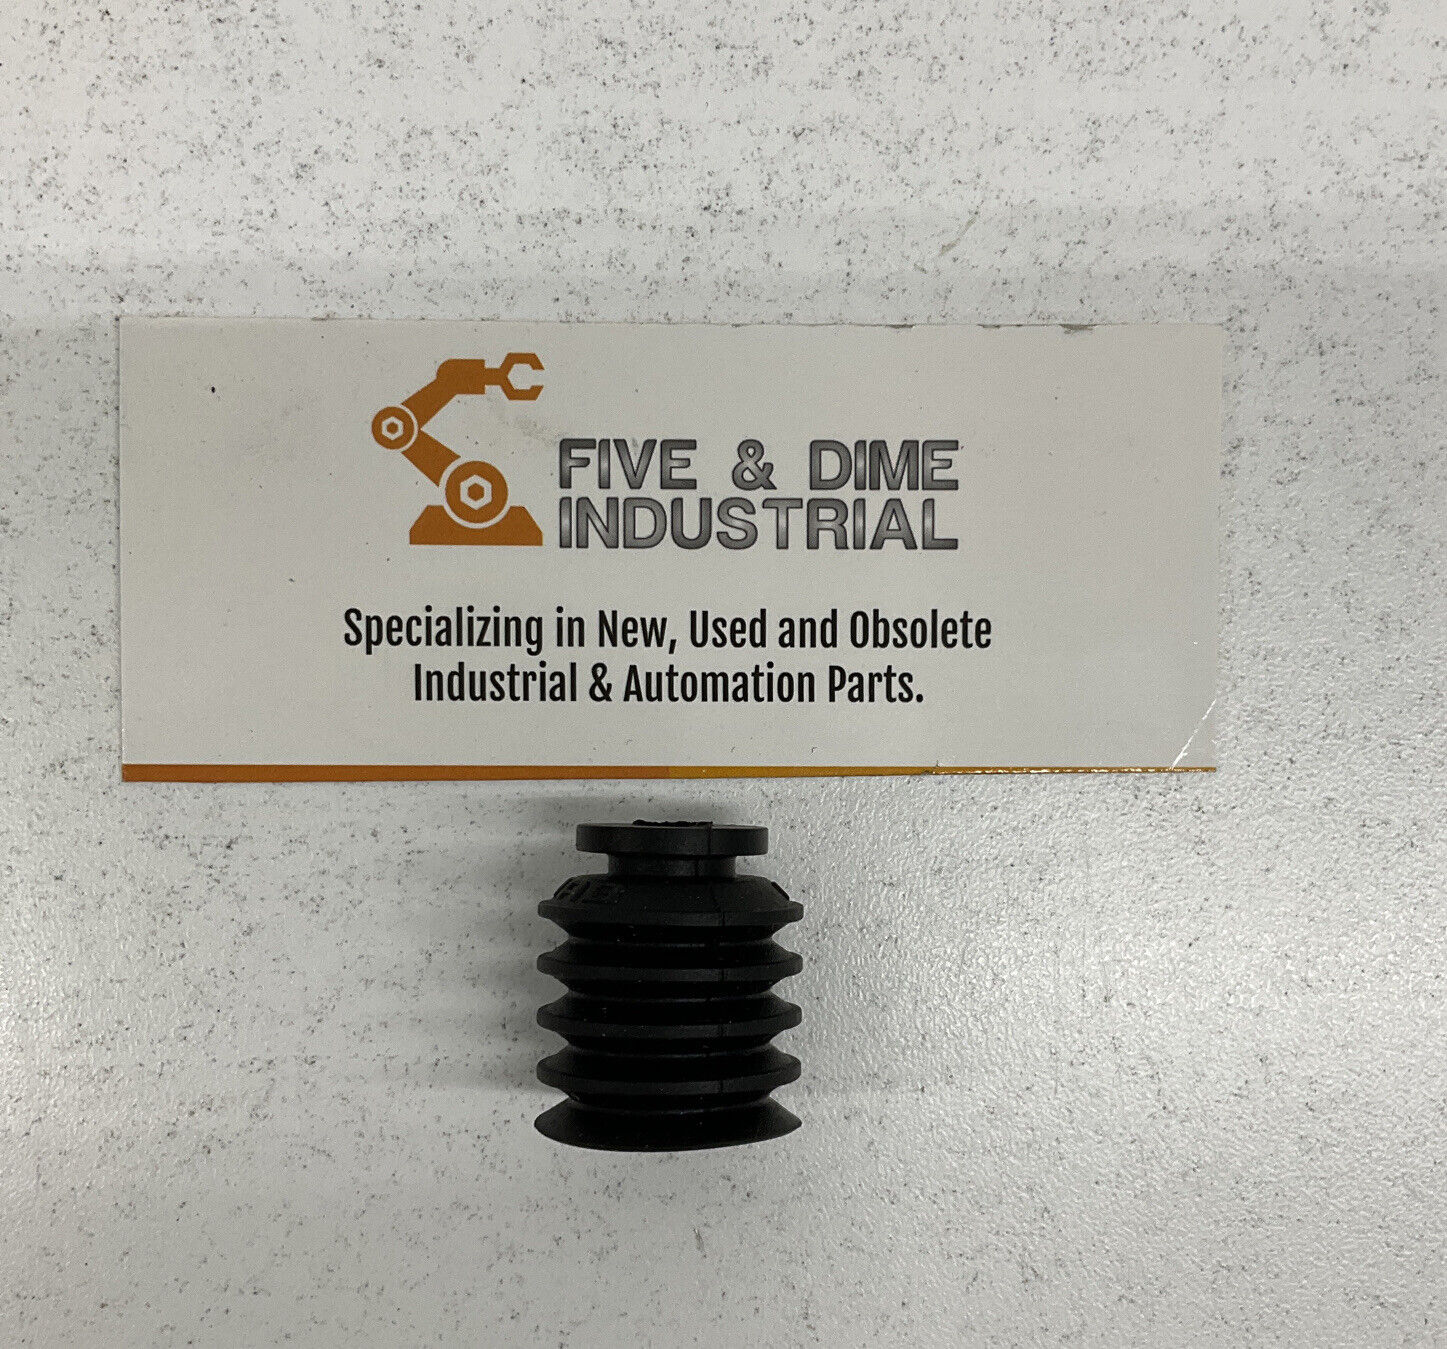 FIVE & DIME
INDUSTRIAL
Specializing in New, Used and Obsolete
Industrial & Automation Parts.